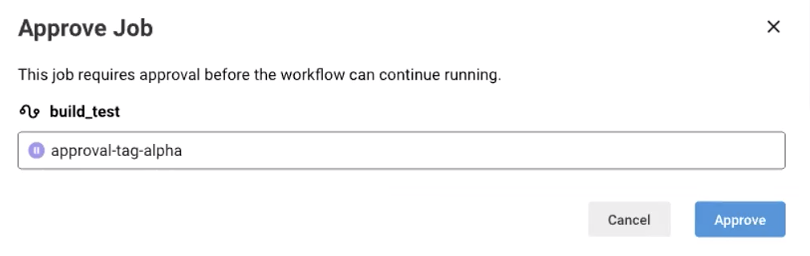 Approve Job
This job requires approval before the workflow can continue running.
build_test
approval-tag-alpha
Cancel
Approve